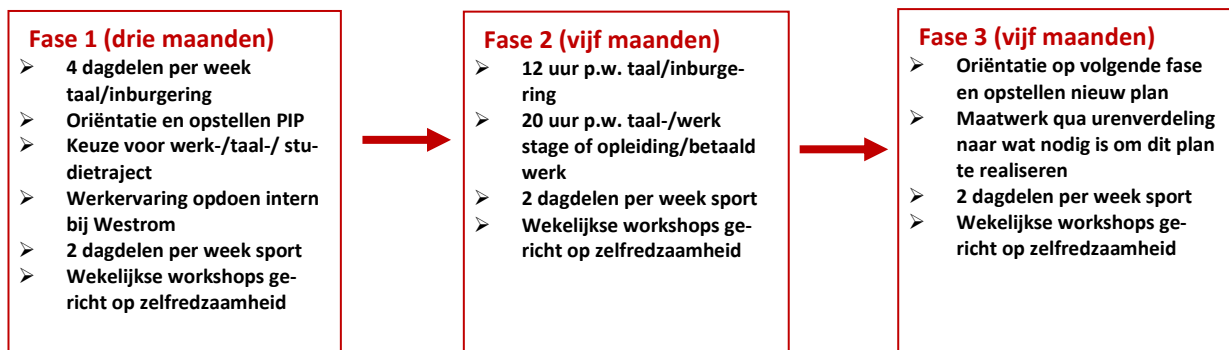 Fase 1 (drie maanden)
➢ 4 dagdelen per week
taal/inburgering
➢ Oriëntatie en opstellen PIP
➢ Keuze voor werk-/taal-/ stu-
dietraject
➢ Werkervaring opdoen intern
bij Westrom
➢ 2 dagdelen per week sport
➢ Wekelijkse workshops ge-
richt op zelfredzaamheid
Fase 2 (vijf maanden)
➢ 12 uur p.w. taal/inburge-
ring
➢ 20 uur p.w. taal-/werk
stage of opleiding/betaald
werk
➢ 2 dagdelen per week sport
➢ Wekelijkse workshops ge-
richt op zelfredzaamheid
Fase 3 (vijf maanden)
➢ Oriëntatie op volgende fase
en opstellen nieuw plan
➢ Maatwerk qua urenverdeling
naar wat nodig is om dit plan
te realiseren
➢ 2 dagdelen per week sport
➢ Wekelijkse workshops ge-
richt op zelfredzaamheid